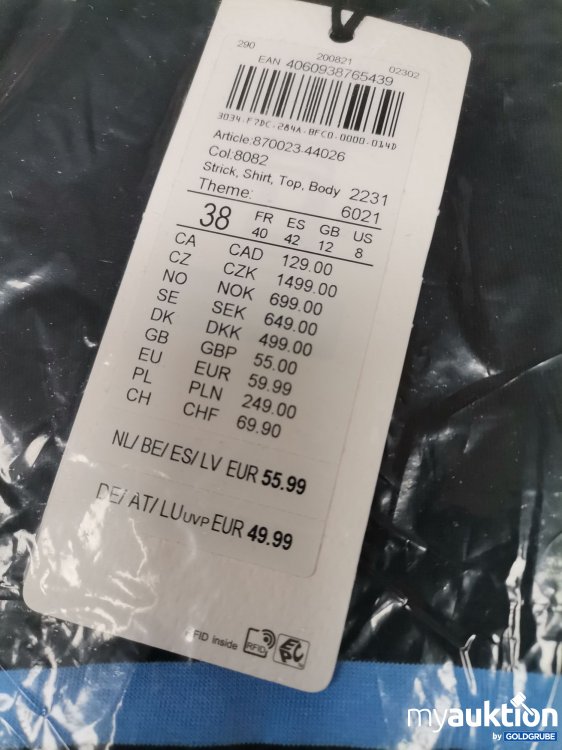 290 200821 02302
EAN 4060938765439
3034-F7DC-284A-BFC0-0000-014D
Article:870023.44026
Col:8082
Strick, Shirt, Top, Body 2231
Theme: 6021
38 FR ES GB US
40 42 12 8
CA CAD 129.00
CZ CZK 1499.00
NO NOK 699.00
SE SEK 649.00
DK DKK 499.00
GB GBP 55.00
EU EUR 59.99
PL PLN 249.00
CH CHF 69.90
NL/BE/ES/LV EUR 55.99
DE/AT/LU UVP EUR 49.99
FID inside RFID EPC
myauktion
by GOLDGRUBE